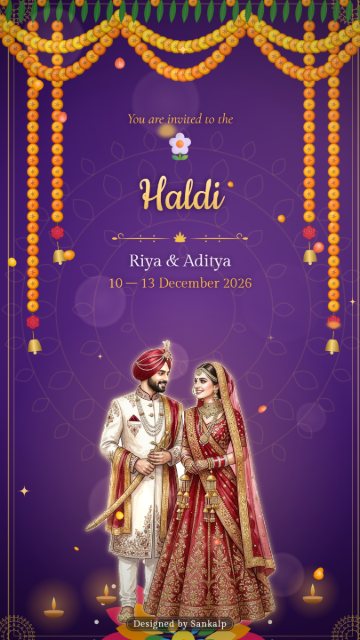 You are invited to the
Haldi
Riya & Aditya
10 — 13 December 2026
Designed by Sankalp